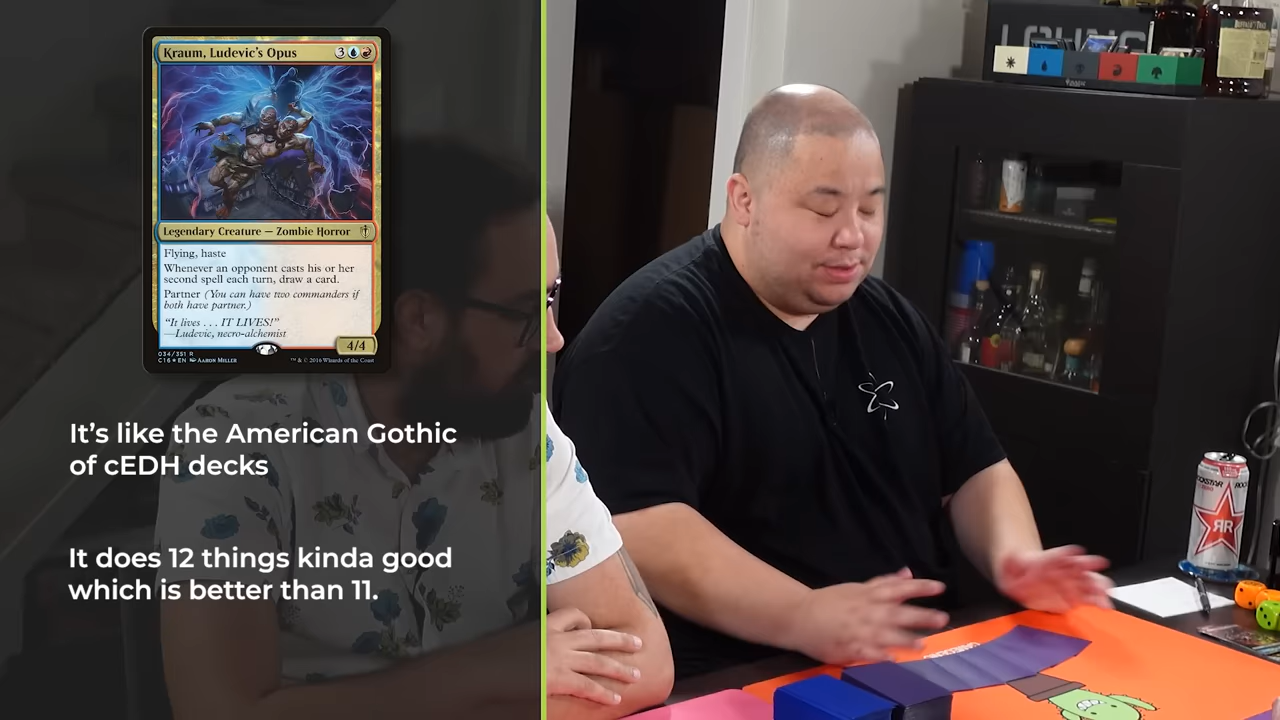 Kraum, Ludevic's Opus 3
Legendary Creature — Zombie Horror
Flying, haste
Whenever an opponent casts his or her
second spell each turn, draw a card.
Partner (You can have two commanders if
both have partner.)
"It lives . . . IT LIVES!"
—Ludevic, necro-alchemist
4/4
034/351 R
C16 ★ EN Aaron Miller
™ & © 2016 Wizards of the Coast
It's like the American Gothic
of cEDH decks
It does 12 things kinda good
which is better than 11.
ROCKSTAR